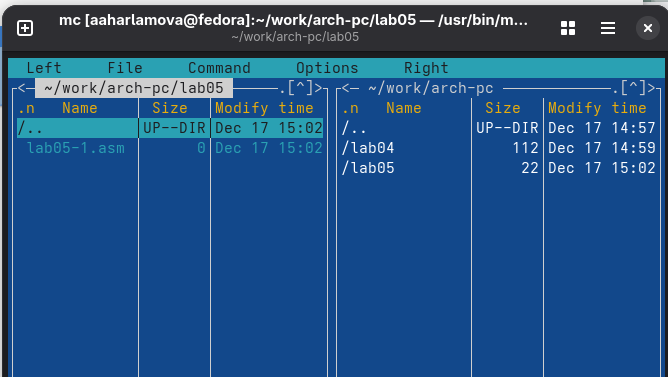 mc [aaharlamova@fedora]:~/work/arch-pc/lab05 — /usr/bin/m...
~/work/arch-pc/lab05
Left File Command Options Right
<— ~/work/arch-pc/lab05 —.[^]> <— ~/work/arch-pc —.[^]>
.n Name Size Modify time .n Name Size Modify time
/.. UP--DIR Dec 17 15:02 /.. UP--DIR Dec 17 14:57
lab05-1.asm 0 Dec 17 15:02 /lab04 112 Dec 17 14:59
/lab05 22 Dec 17 15:02